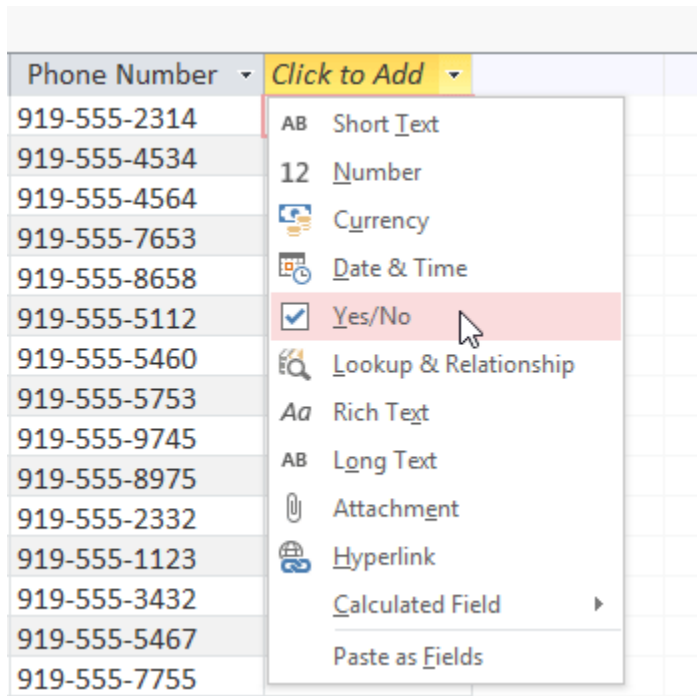 Phone Number
Click to Add
919-555-2314
919-555-4534
919-555-4564
919-555-7653
919-555-8658
919-555-5112
919-555-5460
919-555-5753
919-555-9745
919-555-8975
919-555-2332
919-555-1123
919-555-3432
919-555-5467
919-555-7755
AB Short Text
12 Number
Currency
Date & Time
Yes/No
Lookup & Relationship
Aa Rich Text
AB Long Text
Attachment
Hyperlink
Calculated Field
Paste as Fields